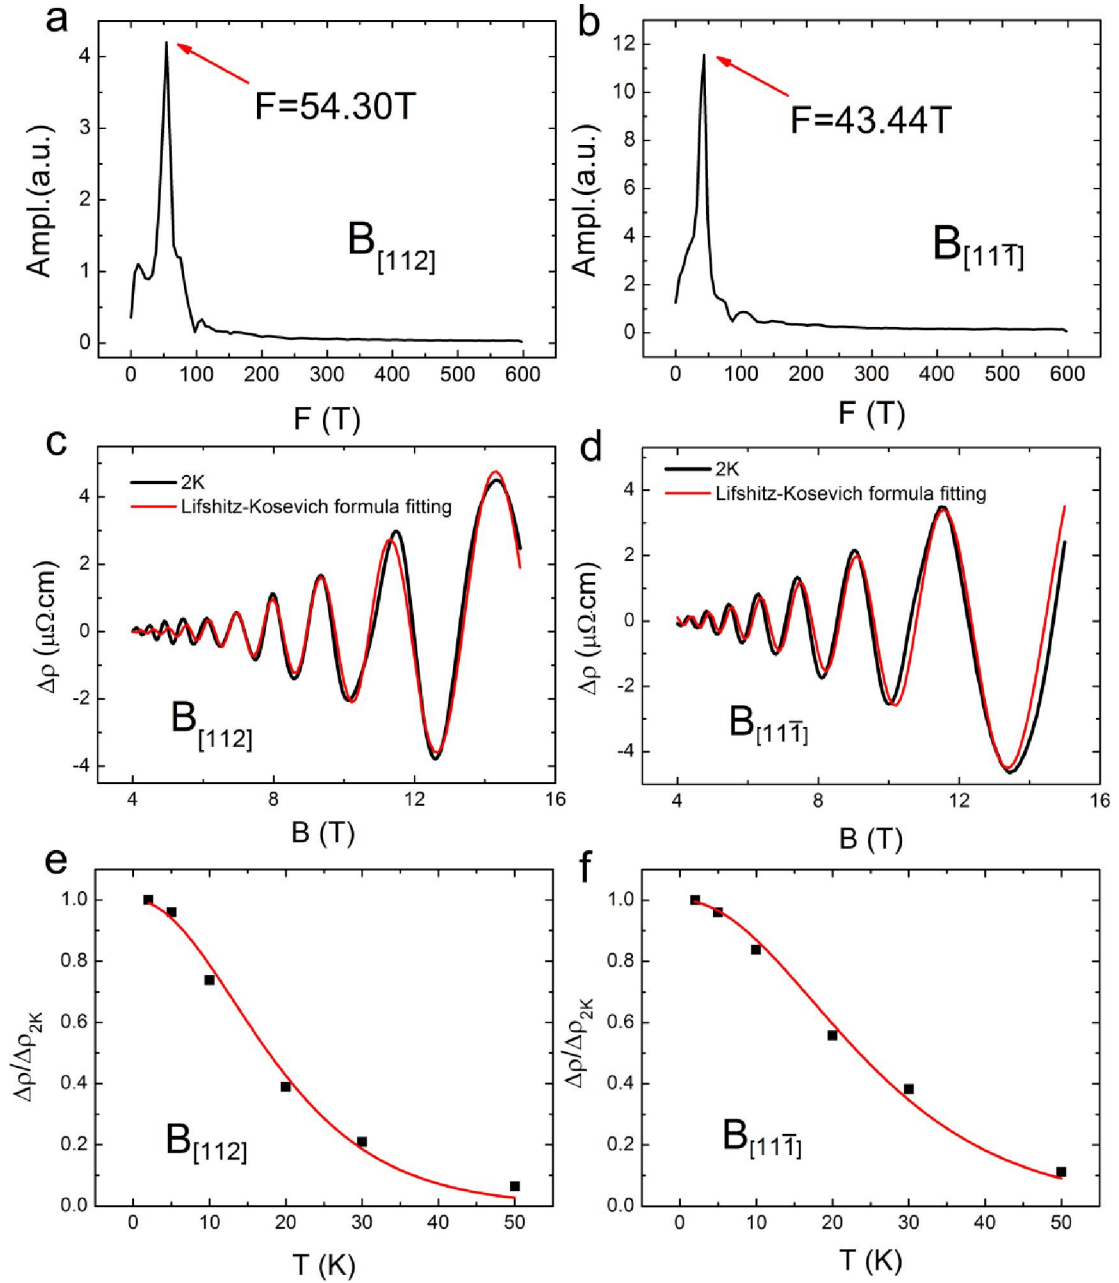 a
4
3
2
1
0
Ampl.(a.u.)
F=54.30T
B[112]
0 100 200 300 400 500 600
F (T)
b
12
10
8
6
4
2
0
Ampl.(a.u.)
F=43.44T
B[111̅]
0 100 200 300 400 500 600
F (T)
c
2K
Lifshitz-Kosevich formula fitting
4
2
0
-2
-4
Δρ (μΩ·cm)
B[112]
4 8 12 16
B (T)
d
2K
Lifshitz-Kosevich formula fitting
4
2
0
-2
-4
Δρ (μΩ·cm)
B[111̅]
4 8 12 16
B (T)
e
1.0
0.8
0.6
0.4
0.2
0.0
Δρ/Δρ2K
B[112]
0 10 20 30 40 50
T (K)
f
1.0
0.8
0.6
0.4
0.2
0.0
Δρ/Δρ2K
B[111̅]
0 10 20 30 40 50
T (K)